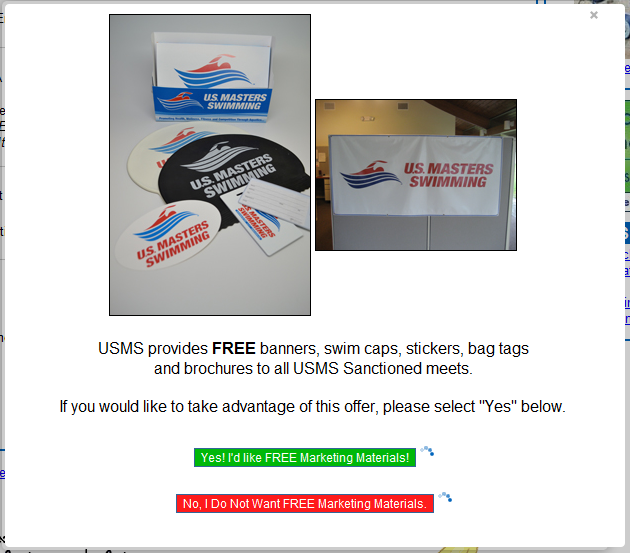 U.S. MASTERS
SWIMMING
U.S. MASTERS
SWIMMING
U.S. MASTERS
SWIMMING
U.S. MASTERS
SWIMMING
USMS provides FREE banners, swim caps, stickers, bag tags
and brochures to all USMS Sanctioned meets.
If you would like to take advantage of this offer, please select "Yes" below.
Yes! I'd like FREE Marketing Materials!
No, I Do Not Want FREE Marketing Materials.